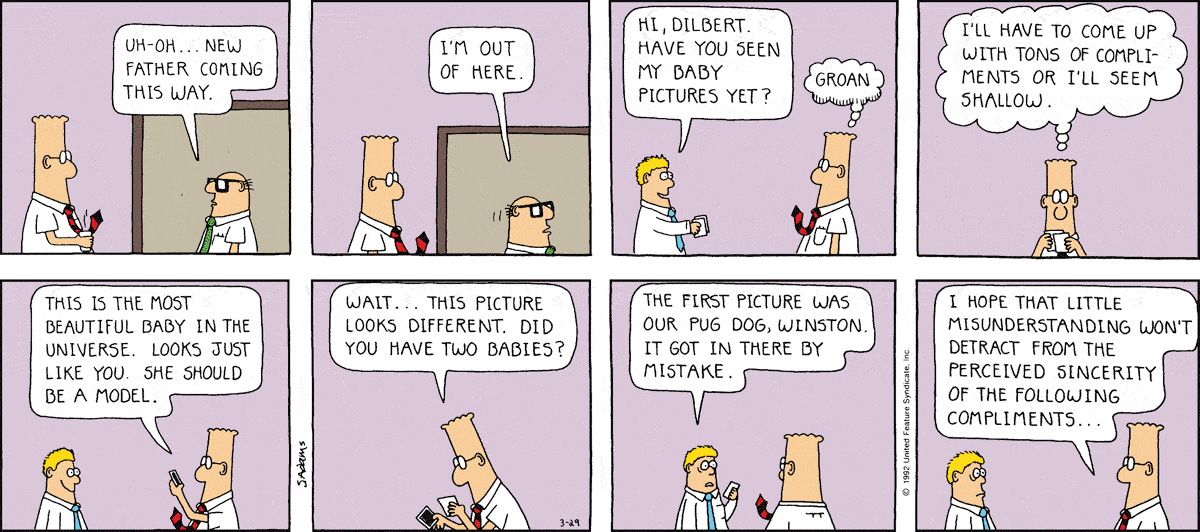 UH-OH... NEW
FATHER COMING
THIS WAY.
I'M OUT
OF HERE.
HI, DILBERT.
HAVE YOU SEEN
MY BABY
PICTURES YET?
GROAN
I'LL HAVE TO COME UP
WITH TONS OF COMPLI-
MENTS OR I'LL SEEM
SHALLOW.
THIS IS THE MOST
BEAUTIFUL BABY IN THE
UNIVERSE. LOOKS JUST
LIKE YOU. SHE SHOULD
BE A MODEL.
S.ADAMS
WAIT... THIS PICTURE
LOOKS DIFFERENT. DID
YOU HAVE TWO BABIES?
3-29
THE FIRST PICTURE WAS
OUR PUG DOG, WINSTON.
IT GOT IN THERE BY
MISTAKE.
© 1992 United Feature Syndicate, Inc
I HOPE THAT LITTLE
MISUNDERSTANDING WON'T
DETRACT FROM THE
PERCEIVED SINCERITY
OF THE FOLLOWING
COMPLIMENTS...